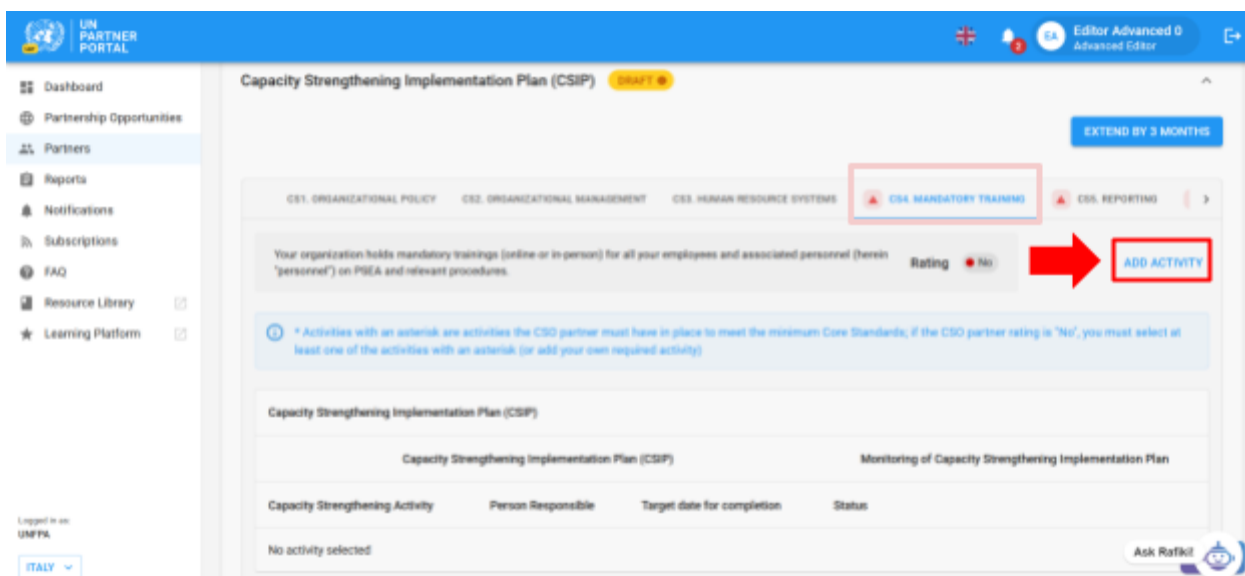 UN
PARTNER
PORTAL
2
EA
Editor Advanced 0
Advanced Editor
Dashboard
Partnership Opportunities
Partners
Reports
Notifications
Subscriptions
FAQ
Resource Library
Learning Platform
Logged in as:
UNFPA
ITALY
Capacity Strengthening Implementation Plan (CSIP) DRAFT
EXTEND BY 3 MONTHS
CS1. ORGANIZATIONAL POLICY CS2. ORGANIZATIONAL MANAGEMENT CS3. HUMAN RESOURCE SYSTEMS CS4. MANDATORY TRAINING CS5. REPORTING
Your organization holds mandatory trainings (online or in-person) for all your employees and associated personnel (herein
"personnel") on PSEA and relevant procedures.
Rating No
ADD ACTIVITY
* Activities with an asterisk are activities the CSO partner must have in place to meet the minimum Core Standards; if the CSO partner rating is 'No', you must select at
least one of the activities with an asterisk (or add your own required activity)
Capacity Strengthening Implementation Plan (CSIP)
Capacity Strengthening Implementation Plan (CSIP) Monitoring of Capacity Strengthening Implementation Plan
Capacity Strengthening Activity Person Responsible Target date for completion Status
No activity selected
Ask Rafiki!